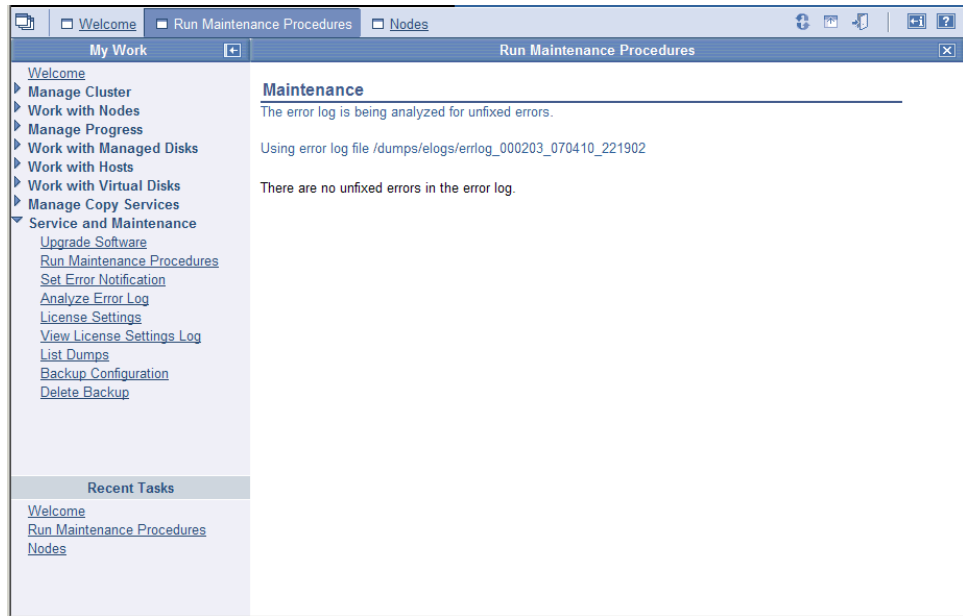 Welcome
Run Maintenance Procedures
Nodes
My Work
Run Maintenance Procedures
Welcome
Manage Cluster
Work with Nodes
Manage Progress
Work with Managed Disks
Work with Hosts
Work with Virtual Disks
Manage Copy Services
Service and Maintenance
Upgrade Software
Run Maintenance Procedures
Set Error Notification
Analyze Error Log
License Settings
View License Settings Log
List Dumps
Backup Configuration
Delete Backup
Recent Tasks
Welcome
Run Maintenance Procedures
Nodes
Maintenance
The error log is being analyzed for unfixed errors.
Using error log file /dumps/elogs/errlog_000203_070410_221902
There are no unfixed errors in the error log.